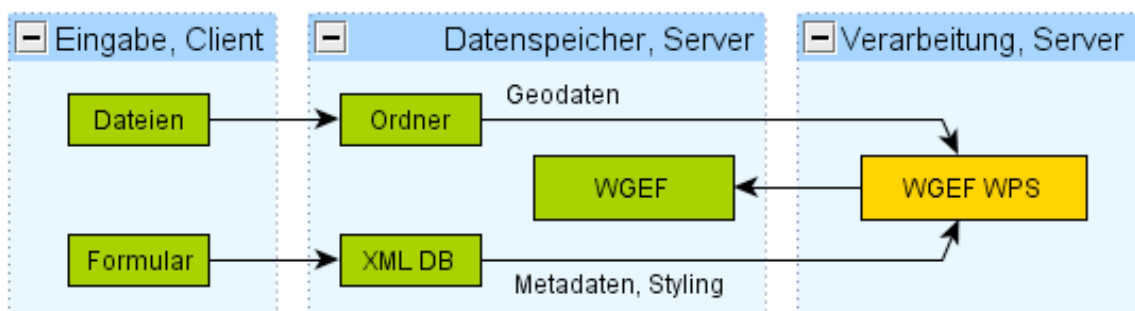 Eingabe, Client
Datenspeicher, Server
Verarbeitung, Server
Dateien
Ordner
Geodaten
WGEF
WGEF WPS
Formular
XML DB
Metadaten, Styling